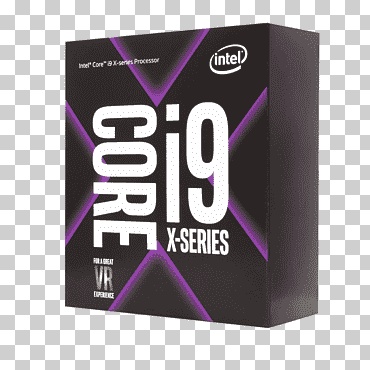 intel® Core™ i9 X-series Processor
intel
CORE
i9
X-SERIES
FOR A GREAT
VR
EXPERIENCE